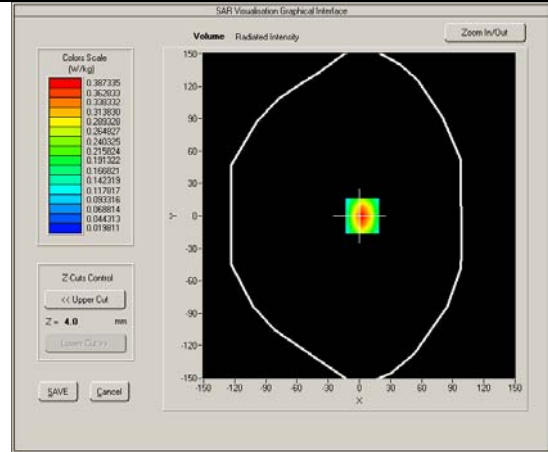 SAR Visualisation Graphical Interface
Volume Radiated Intensity
Zoom In/Out
Colors Scale
(W/kg)
0.387335
0.362833
0.338332
0.313830
0.289328
0.264827
0.240325
0.215824
0.191322
0.166821
0.142319
0.117817
0.093316
0.068814
0.044313
0.019811
Z-Cuts Control
<< Upper Cut
Z = 4.0 mm
Lower Cut >>
SAVE Cancel
150-
120-
90-
60-
30-
0-
-30-
-60-
-90-
-120-
-150-
Y
-150 -120 -90 -60 -30 0 30 60 90 120 150
X